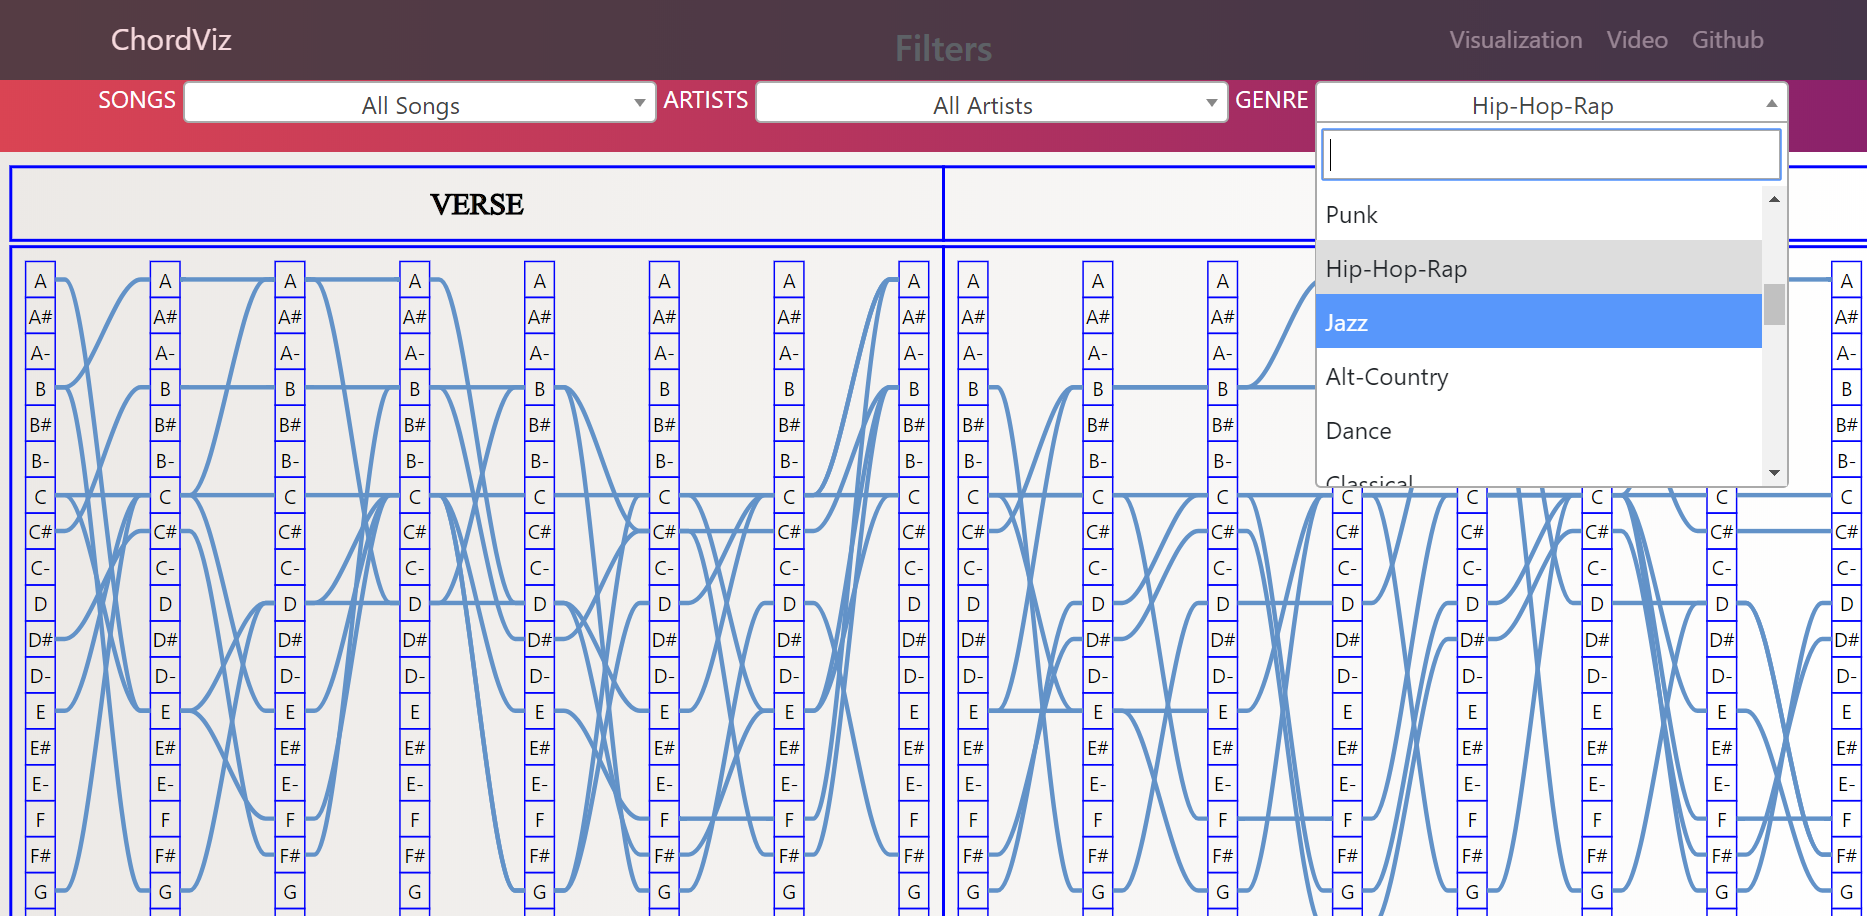 ChordViz Filters Visualization Video Github
SONGS All Songs ARTISTS All Artists GENRE Hip-Hop-Rap
Punk
Hip-Hop-Rap
Jazz
Alt-Country
Dance
Classical
VERSE
A A A A A A A A A A A A
A# A# A# A# A# A# A# A# A# A# A# A#
A- A- A- A- A- A- A- A- A- A- A- A-
B B B B B B B B B B B B
B# B# B# B# B# B# B# B# B# B# B# B#
B- B- B- B- B- B- B- B- B- B- B- B-
C C C C C C C C C C C C C C C C
C# C# C# C# C# C# C# C# C# C# C# C# C# C# C# C#
C- C- C- C- C- C- C- C- C- C- C- C- C- C- C- C-
D D D D D D D D D D D D D D D D
D# D# D# D# D# D# D# D# D# D# D# D# D# D# D# D#
D- D- D- D- D- D- D- D- D- D- D- D- D- D- D- D-
E E E E E E E E E E E E E E E E
E# E# E# E# E# E# E# E# E# E# E# E# E# E# E# E#
E- E- E- E- E- E- E- E- E- E- E- E- E- E- E- E-
F F F F F F F F F F F F F F F F
F# F# F# F# F# F# F# F# F# F# F# F# F# F# F# F#
G G G G G G G G G G G G G G G G